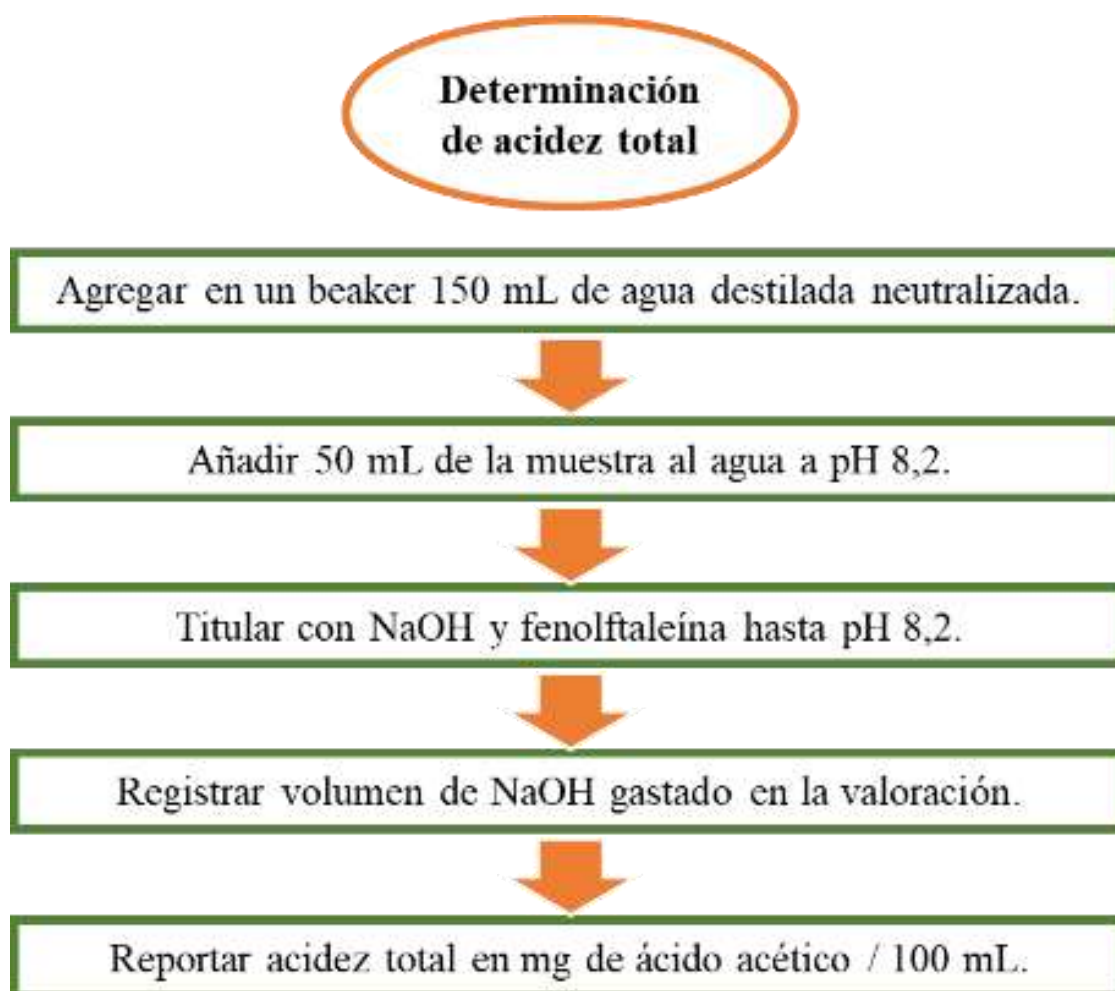 Determinación
de acidez total
Agregar en un beaker 150 mL de agua destilada neutralizada.
Añadir 50 mL de la muestra al agua a pH 8,2.
Titular con NaOH y fenolftaleína hasta pH 8,2.
Registrar volumen de NaOH gastado en la valoración.
Reportar acidez total en mg de ácido acético / 100 mL.